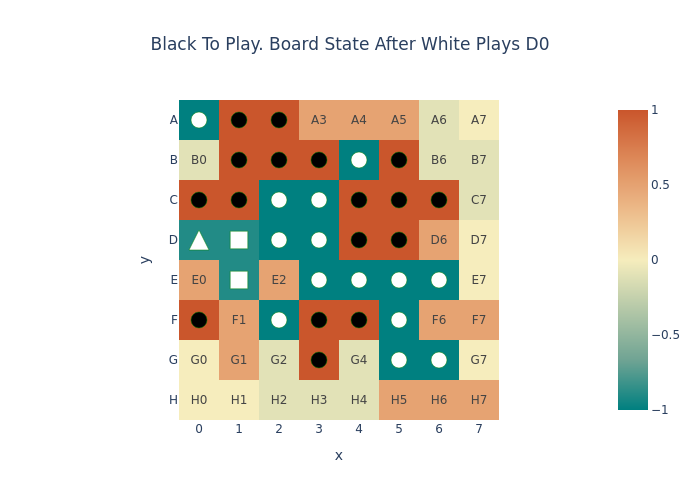 Black To Play. Board State After White Plays D0
A A3 A4 A5 A6 A7 1
B B0 B6 B7
C C7 0.5
D D6 D7 0
E E0 E2 E7
F F1 F6 F7 −0.5
G G0 G1 G2 G4 G7
H H0 H1 H2 H3 H4 H5 H6 H7 −1
0 1 2 3 4 5 6 7
x
y